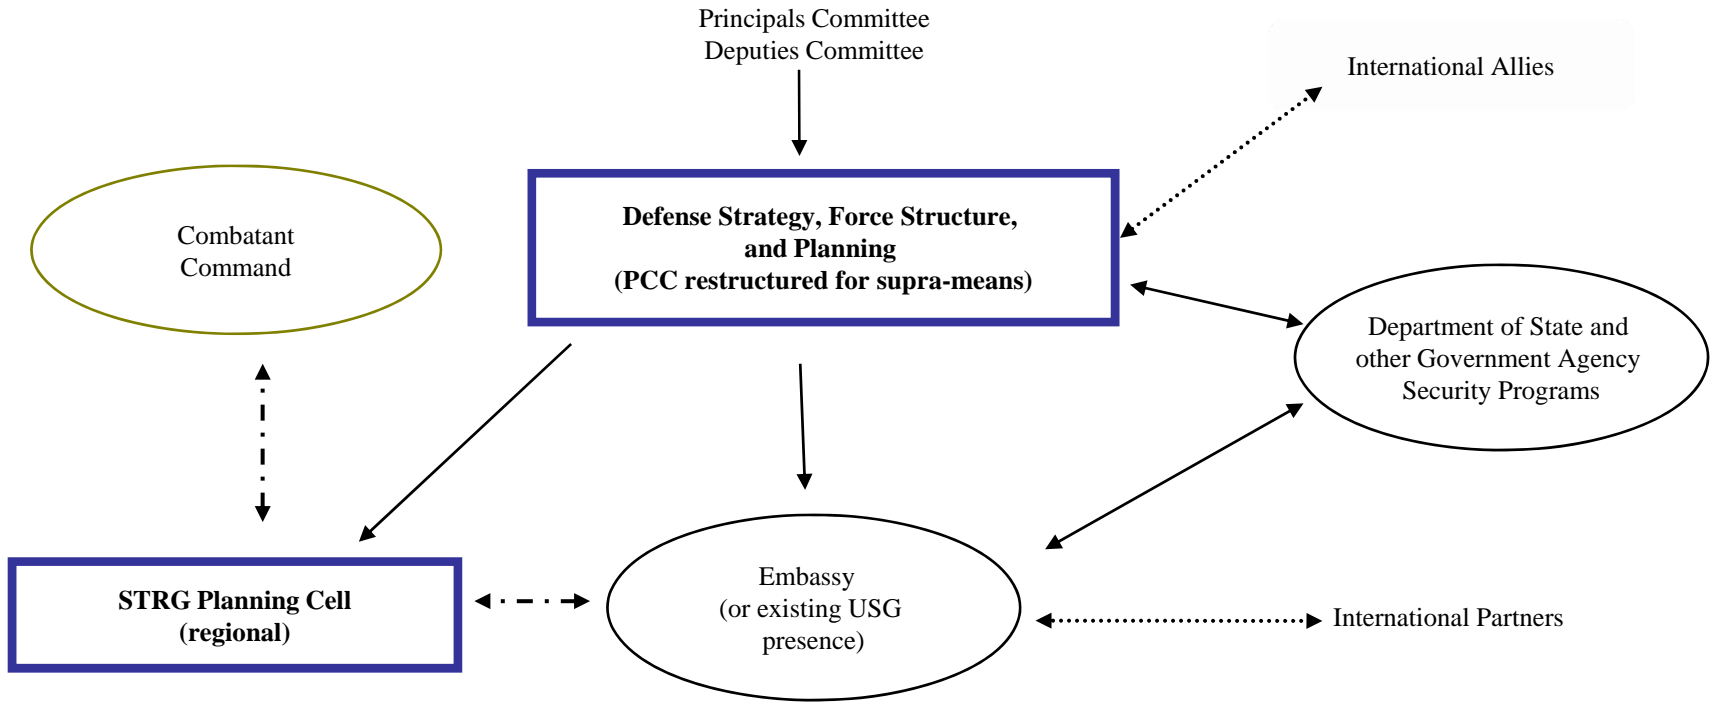 Principals Committee
Deputies Committee
International Allies
Combatant
Command
Defense Strategy, Force Structure,
and Planning
(PCC restructured for supra-means)
Department of State and
other Government Agency
Security Programs
STRG Planning Cell
(regional)
Embassy
(or existing USG
presence)
International Partners